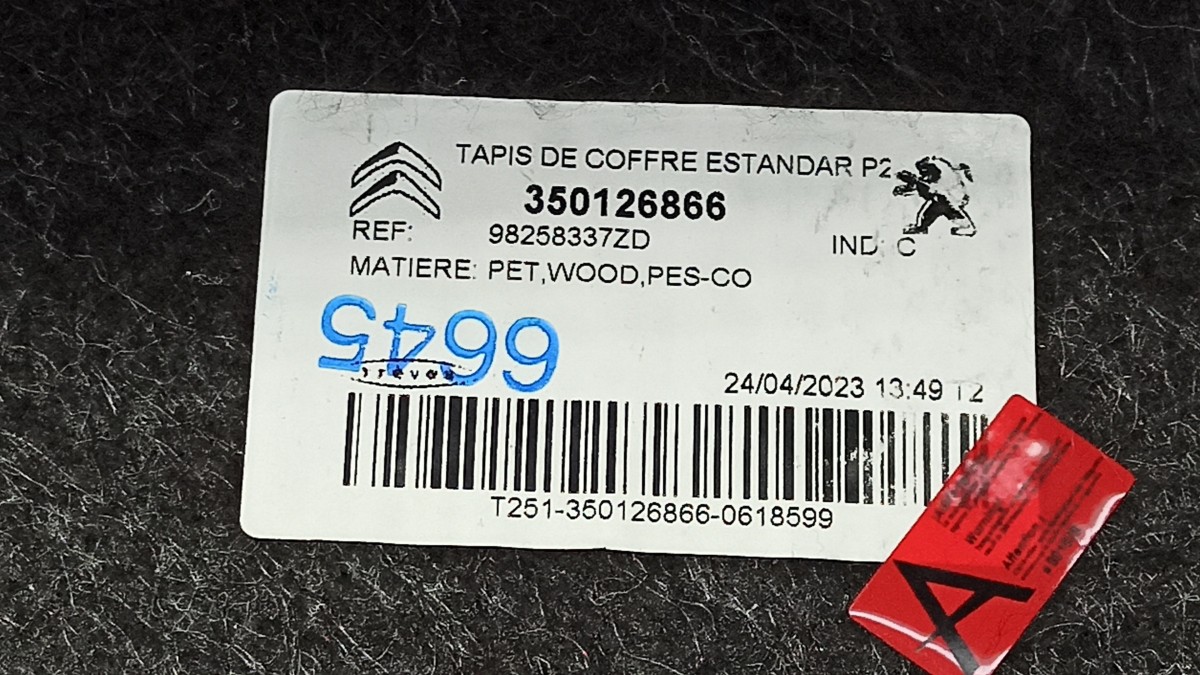 TAPIS DE COFFRE ESTANDAR P2
350126866
REF: 98258337ZD IND: C
MATIERE: PET,WOOD,PES-CO
6645
24/04/2023 13:49 T2
T251-350126866-0618599
A